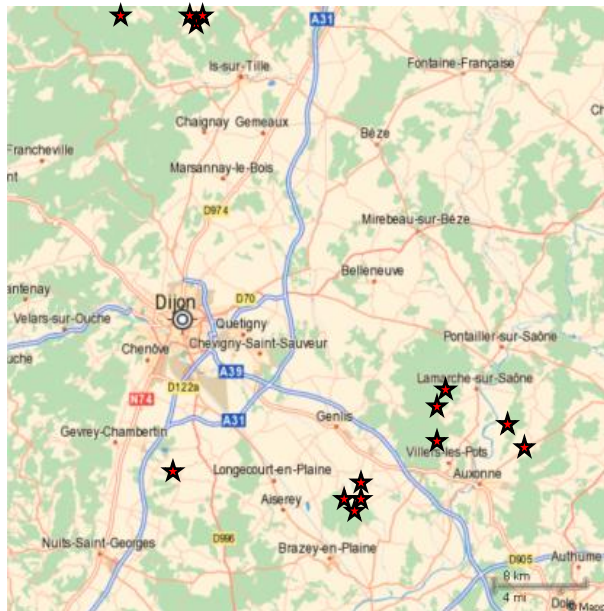 A31
Is-sur-Tille
Fontaine-Française
Chaignay Gemeaux
Bèze
Francheville
Marsannay-le-Bois
D974
Mirebeau-sur-Bèze
Belleneuve
antenay
Dijon
D70
Velars-sur-Ouche
Quetigny
Pontailler-sur-Saône
Chevigny-Saint-Sauveur
Chenôve
ouche
A39
D122a
Lamarche-sur-Saône
N74
A31
Genlis
Gevrey-Chambertin
Villers-les-Pots
Longecourt-en-Plaine
Auxonne
Aiserey
D996
Nuits-Saint-Georges
Brazey-en-Plaine
D905
Authume
8 km
4 mi
Dole